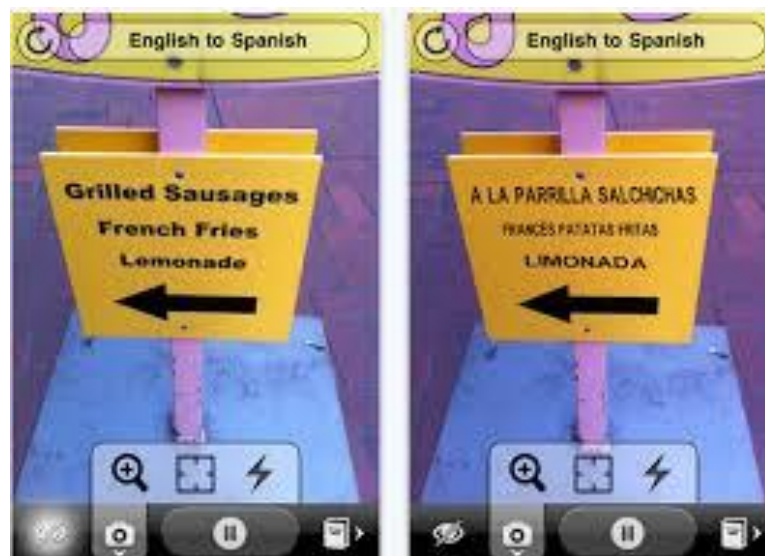 English to Spanish
Grilled Sausages
French Fries
Lemonade
English to Spanish
A LA PARRILLA SALCHICHAS
FRANCÉS PATATAS FRITAS
LIMONADA